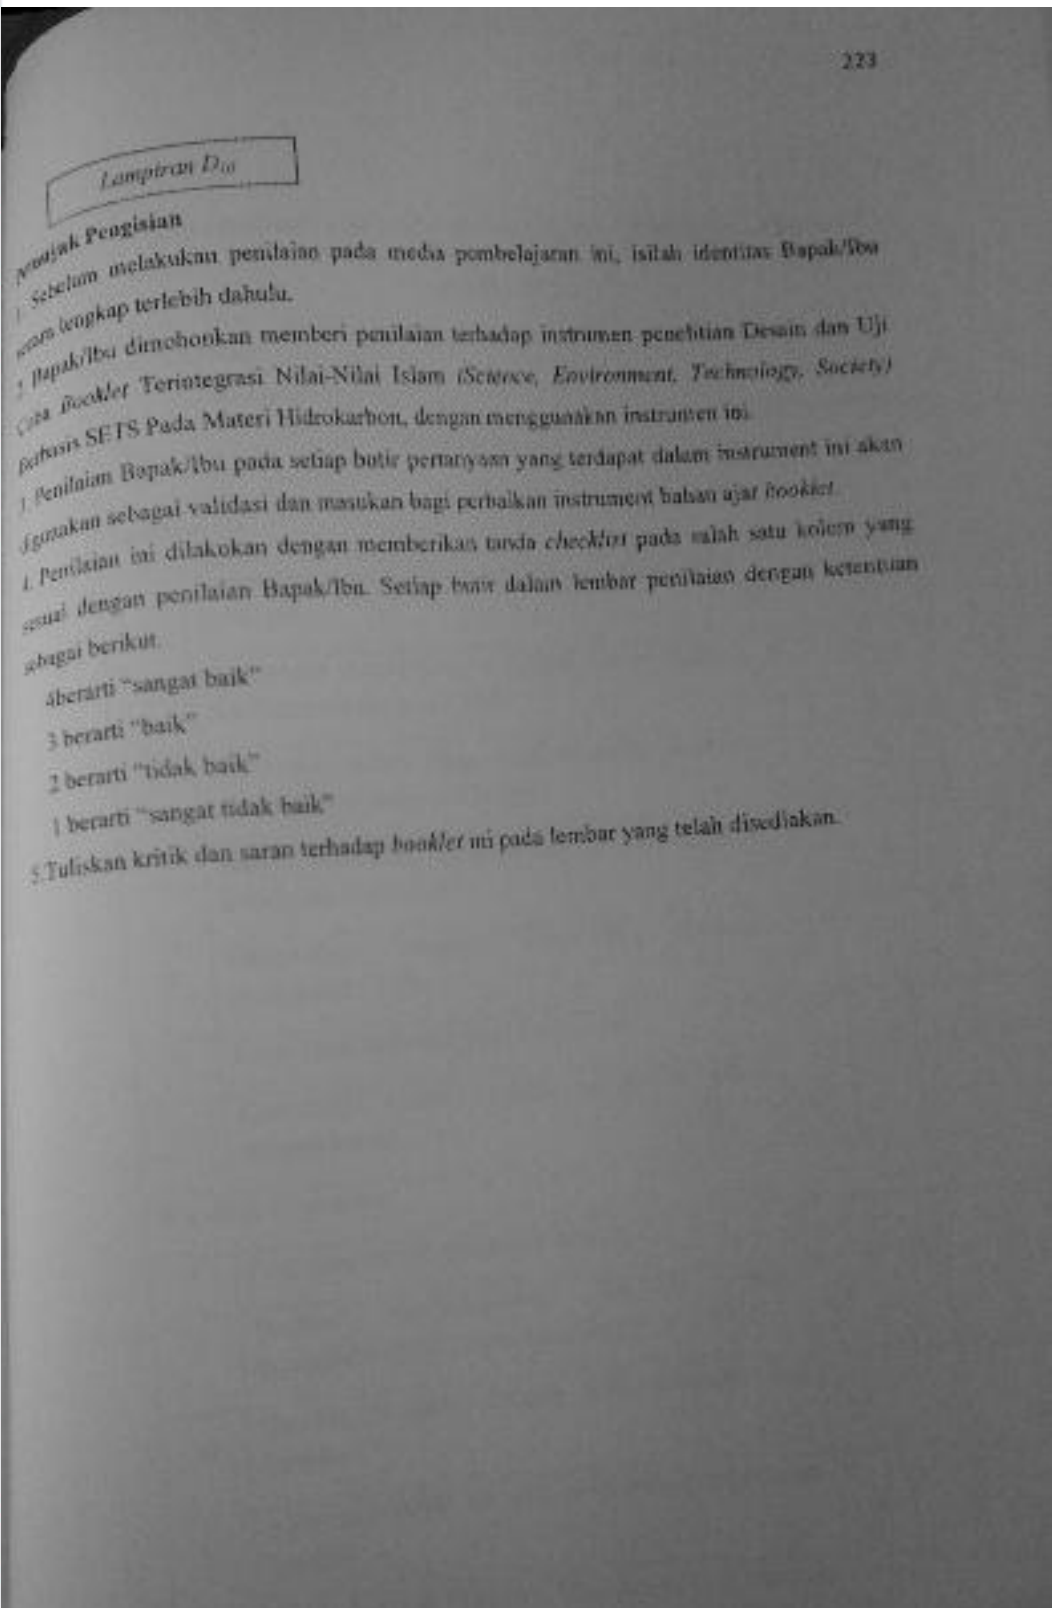 223
Lampiran D
Petunjuk Pengisian
1. Sebelum melakukan penilaian pada media pembelajaran ini, isilah identitas Bapak/Ibu
secara lengkap terlebih dahulu.
2. Bapak/Ibu dimohonkan memberi penilaian terhadap instrumen penelitian Desain dan Uji
Coba Booklet Terintegrasi Nilai-Nilai Islam (Science, Environment, Technology, Society)
Berbasis SETS Pada Materi Hidrokarbon, dengan menggunakan instrumen ini.
3. Penilaian Bapak/Ibu pada setiap butir pertanyaan yang terdapat dalam instrument ini akan
digunakan sebagai validasi dan masukan bagi perbaikan instrument bahan ajar booklet.
4. Penilaian ini dilakokan dengan memberikan tanda checklist pada salah satu kolom yang
sesuai dengan penilaian Bapak/Ibu. Setiap butir dalam lembar penilaian dengan ketentuan
sebagai berikut.
4berarti “sangat baik”
3 berarti “baik”
2 berarti “tidak baik”
1 berarti “sangat tidak baik”
5.Tuliskan kritik dan saran terhadap booklet ini pada lembar yang telah disediakan.